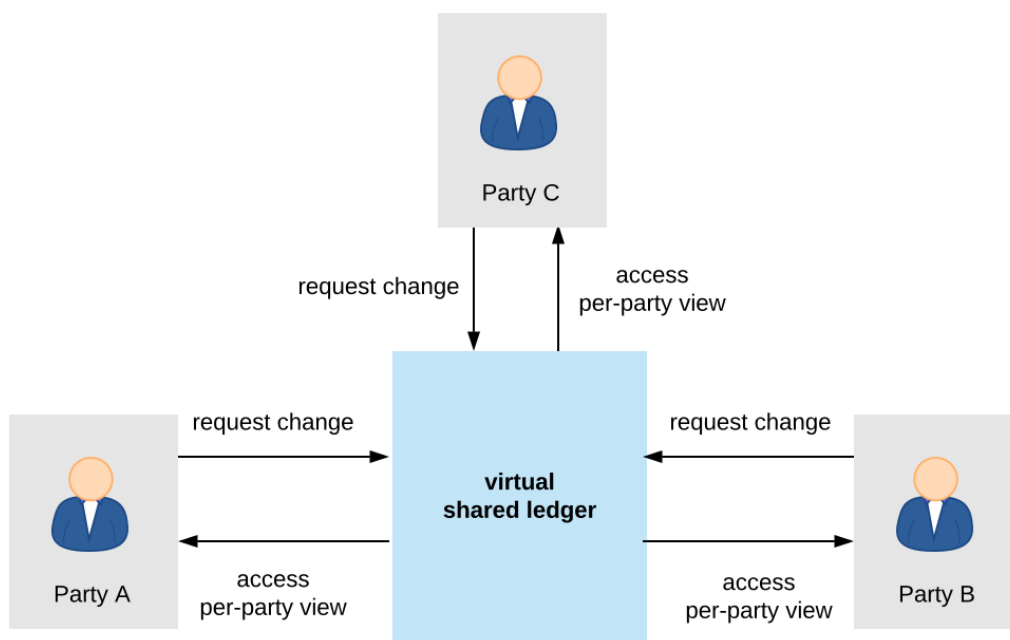 Party C
request change
access
per-party view
request change
request change
virtual
shared ledger
Party A
access
per-party view
access
per-party view
Party B